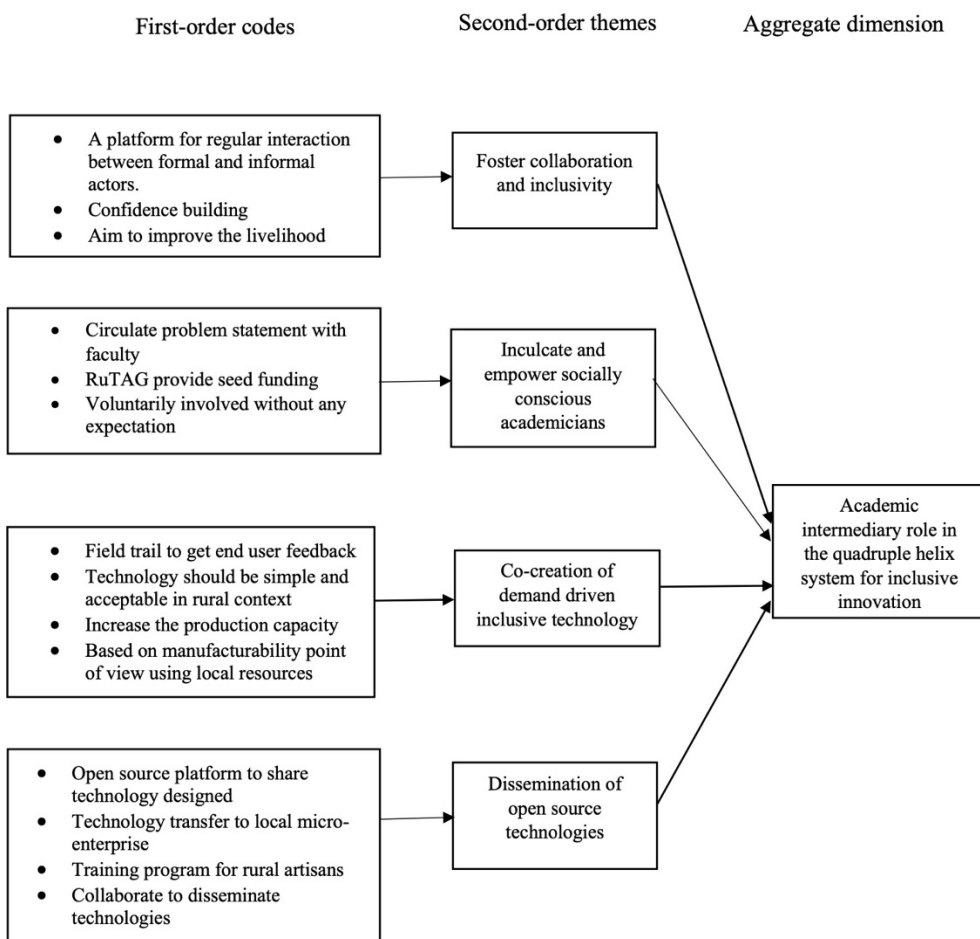 First-order codes
Second-order themes
Aggregate dimension
• A platform for regular interaction
between formal and informal
actors.
• Confidence building
• Aim to improve the livelihood
Foster collaboration
and inclusivity
• Circulate problem statement with
faculty
• RuTAG provide seed funding
• Voluntarily involved without any
expectation
Inculcate and
empower socially
conscious
academicians
• Field trail to get end user feedback
• Technology should be simple and
acceptable in rural context
• Increase the production capacity
• Based on manufacturability point
of view using local resources
Co-creation of
demand driven
inclusive technology
• Open source platform to share
technology designed
• Technology transfer to local micro-
enterprise
• Training program for rural artisans
• Collaborate to disseminate
technologies
Dissemination of
open source
technologies
Academic
intermediary role in
the quadruple helix
system for inclusive
innovation